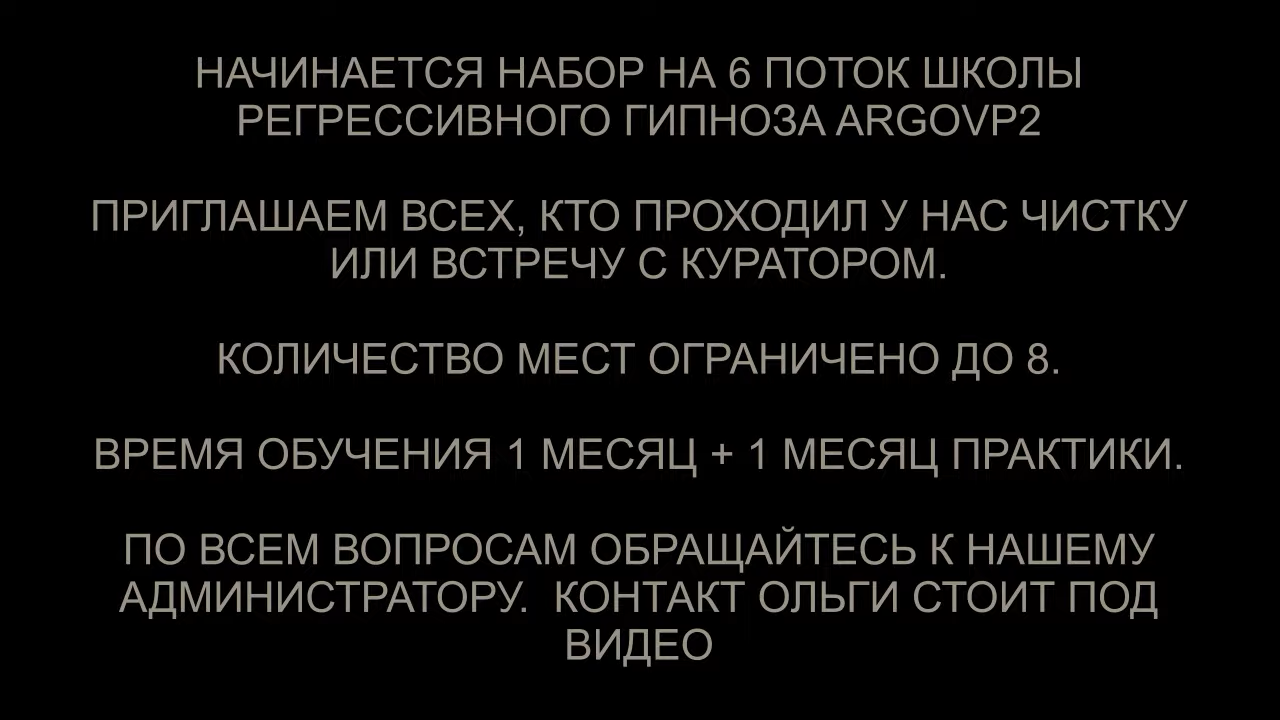 НАЧИНАЕТСЯ НАБОР НА 6 ПОТОК ШКОЛЫ
РЕГРЕССИВНОГО ГИПНОЗА ARGOVP2
ПРИГЛАШАЕМ ВСЕХ, КТО ПРОХОДИЛ У НАС ЧИСТКУ
ИЛИ ВСТРЕЧУ С КУРАТОРОМ.
КОЛИЧЕСТВО МЕСТ ОГРАНИЧЕНО ДО 8.
ВРЕМЯ ОБУЧЕНИЯ 1 МЕСЯЦ + 1 МЕСЯЦ ПРАКТИКИ.
ПО ВСЕМ ВОПРОСАМ ОБРАЩАЙТЕСЬ К НАШЕМУ
АДМИНИСТРАТОРУ.  КОНТАКТ ОЛЬГИ СТОИТ ПОД
ВИДЕО